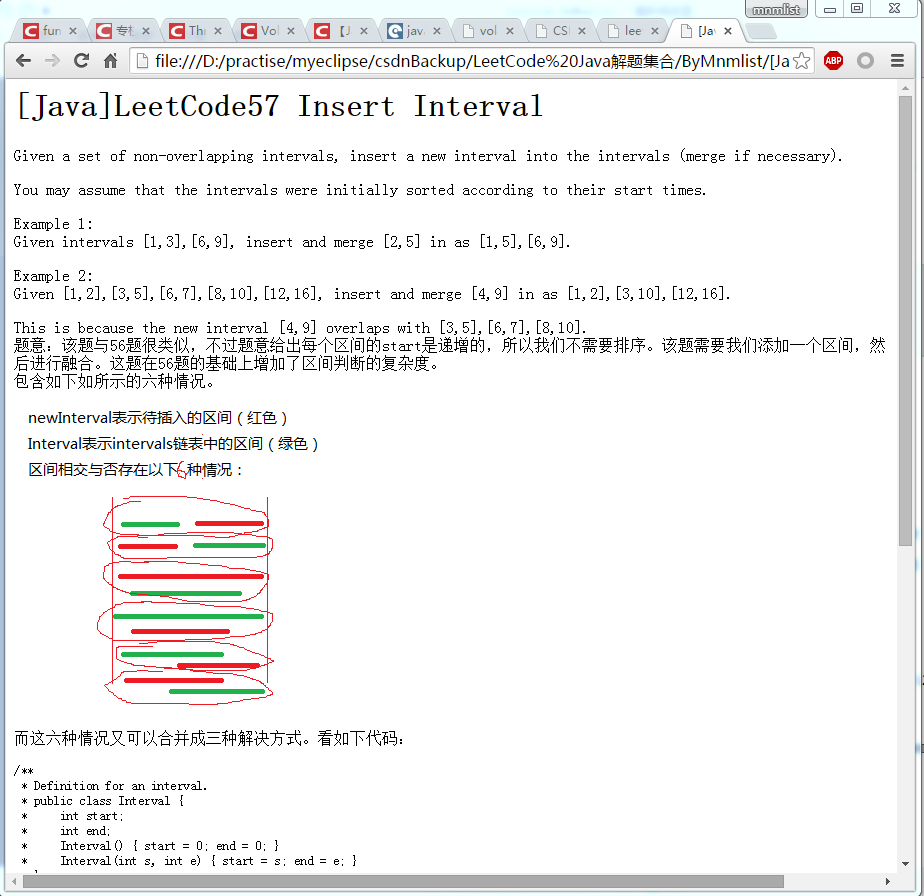 mnmlist
fun
专栏
Th
Vol
【J
java
vol
CSI
lee
[Ja
file:///D:/practise/myeclipse/csdnBackup/LeetCode%20Java解题集合/ByMnmlist/[Ja
ABP
[Java]LeetCode57 Insert Interval
Given a set of non-overlapping intervals, insert a new interval into the intervals (merge if necessary).
You may assume that the intervals were initially sorted according to their start times.
Example 1:
Given intervals [1,3],[6,9], insert and merge [2,5] in as [1,5],[6,9].
Example 2:
Given [1,2],[3,5],[6,7],[8,10],[12,16], insert and merge [4,9] in as [1,2],[3,10],[12,16].
This is because the new interval [4,9] overlaps with [3,5],[6,7],[8,10].
题意：该题与56题很类似，不过题意给出每个区间的start是递增的，所以我们不需要排序。该题需要我们添加一个区间，然
后进行融合。这题在56题的基础上增加了区间判断的复杂度。
包含如下如所示的六种情况。
newInterval表示待插入的区间（红色）
Interval表示intervals链表中的区间（绿色）
区间相交与否存在以下6种情况：
而这六种情况又可以合并成三种解决方式。看如下代码：
/**
* Definition for an interval.
* public class Interval {
*     int start;
*     int end;
*     Interval() { start = 0; end = 0; }
*     Interval(int s, int e) { start = s; end = e; }